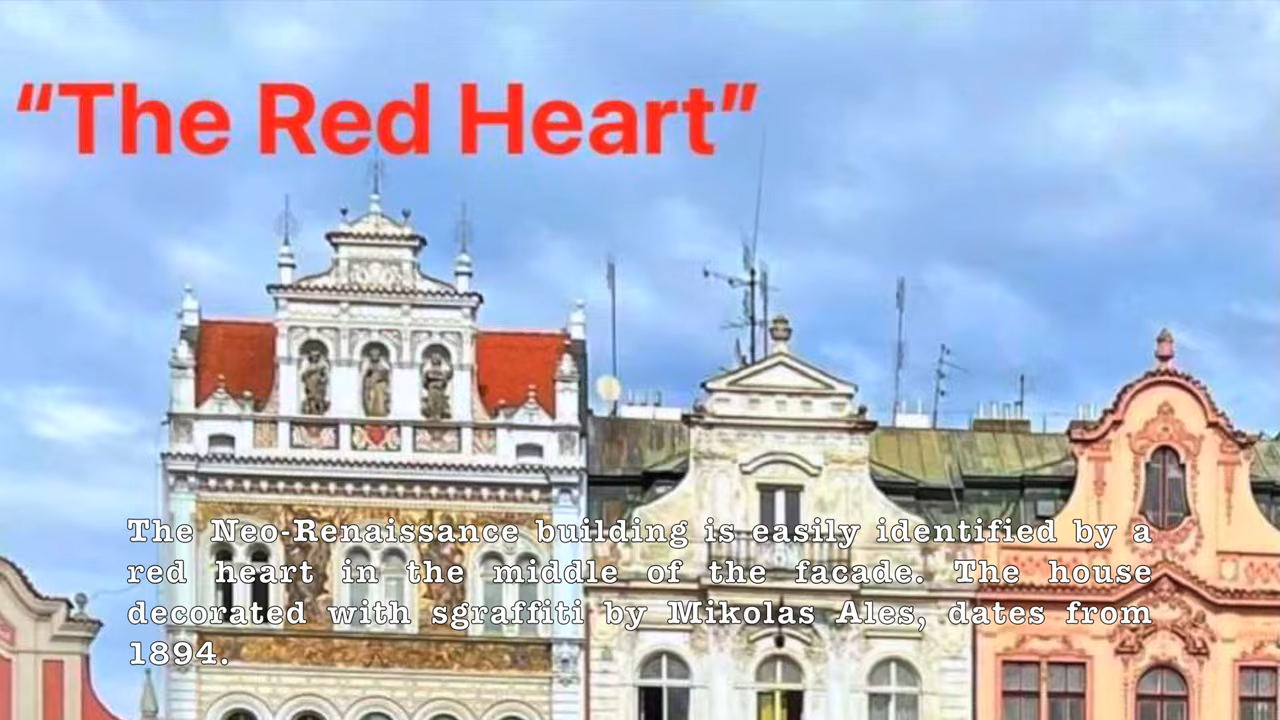 “The Red Heart”
The Neo-Renaissance building is easily identified by a
red heart in the middle of the facade. The house
decorated with sgraffiti by Mikolas Ales, dates from
1894.